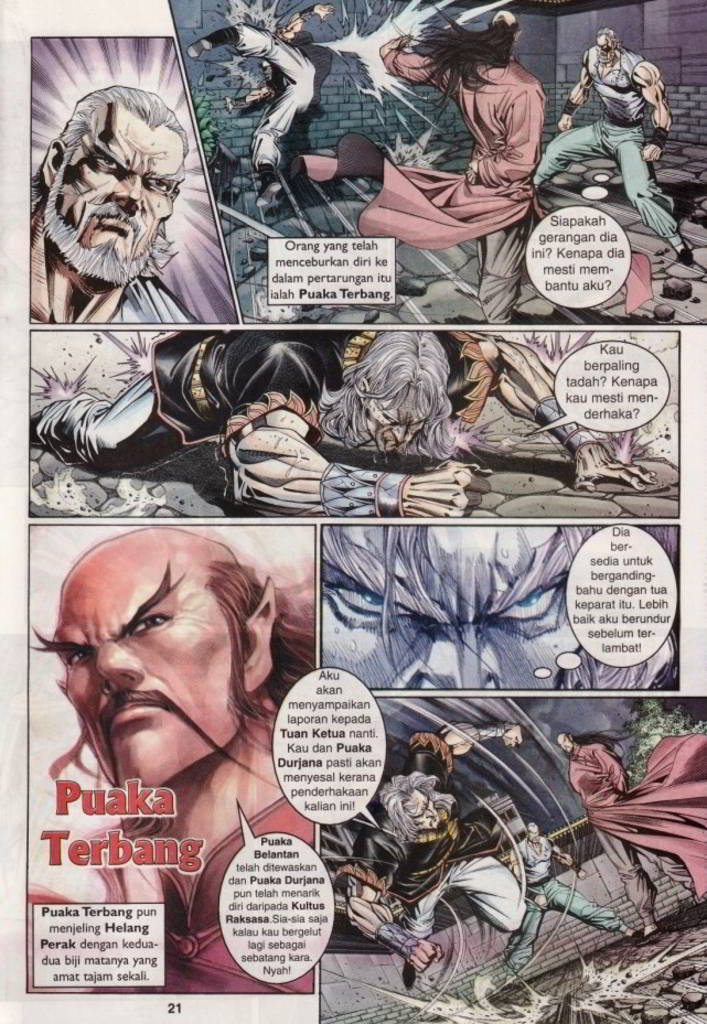 Orang yang telah
menceburkan diri ke
dalam pertarungan itu
ialah Puaka Terbang.
Siapakah
gerangan dia
ini? Kenapa dia
mesti mem-
bantu aku?
Kau
berpaling
tadah? Kenapa
kau mesti men-
derhaka?
Dia
ber-
sedia untuk
berganding-
bahu dengan tua
keparat itu. Lebih
baik aku berundur
sebelum ter-
lambat!
Puaka
Terbang
Puaka Terbang pun
menjeling Helang
Perak dengan kedua-
dua biji matanya yang
amat tajam sekali.
Puaka
Belantan
telah ditewaskan
dan Puaka Durjana
pun telah menarik
diri daripada Kultus
Raksasa.Sia-sia saja
kalau kau bergelut
lagi sebagai
sebatang kara.
Nyah!
Aku
akan
menyampaikan
laporan kepada
Tuan Ketua nanti.
Kau dan Puaka
Durjana pasti akan
menyesal kerana
penderhakaan
kalian ini!
21